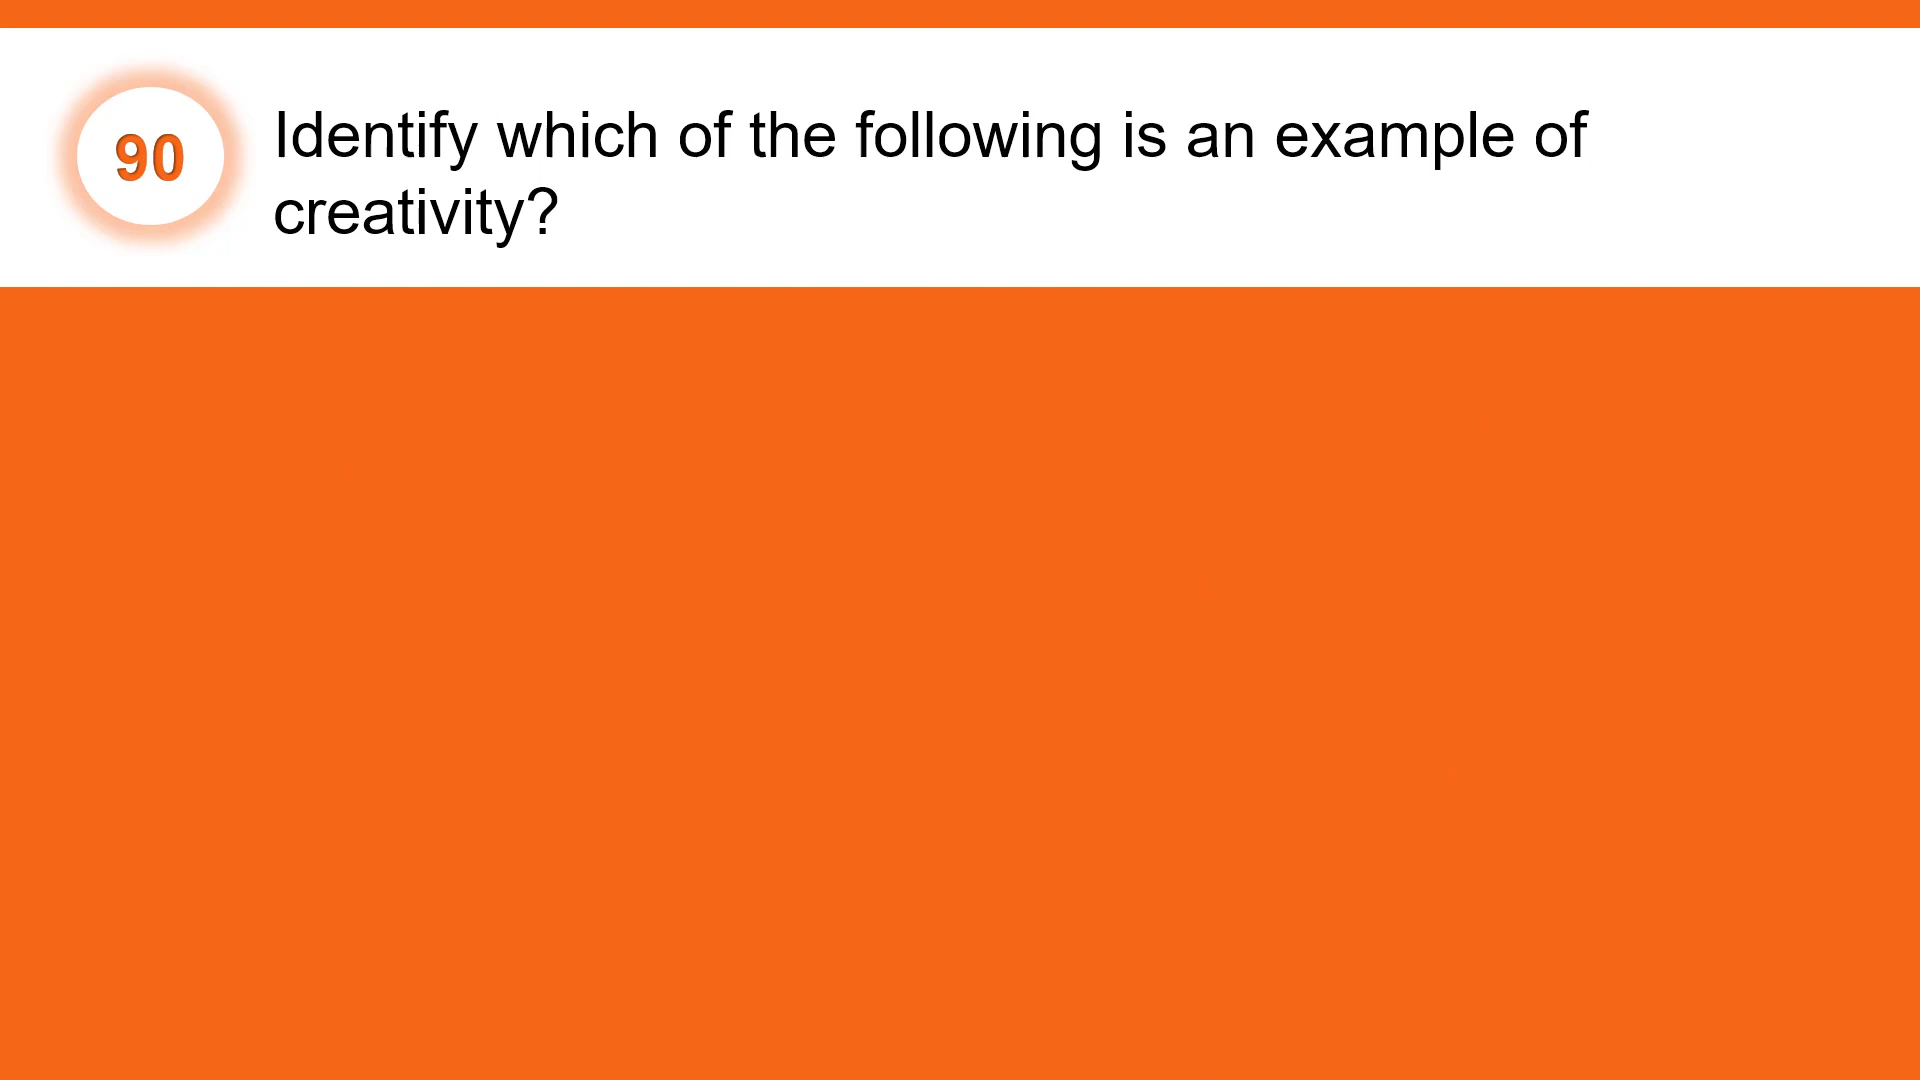 90
Identify which of the following is an example of
creativity?